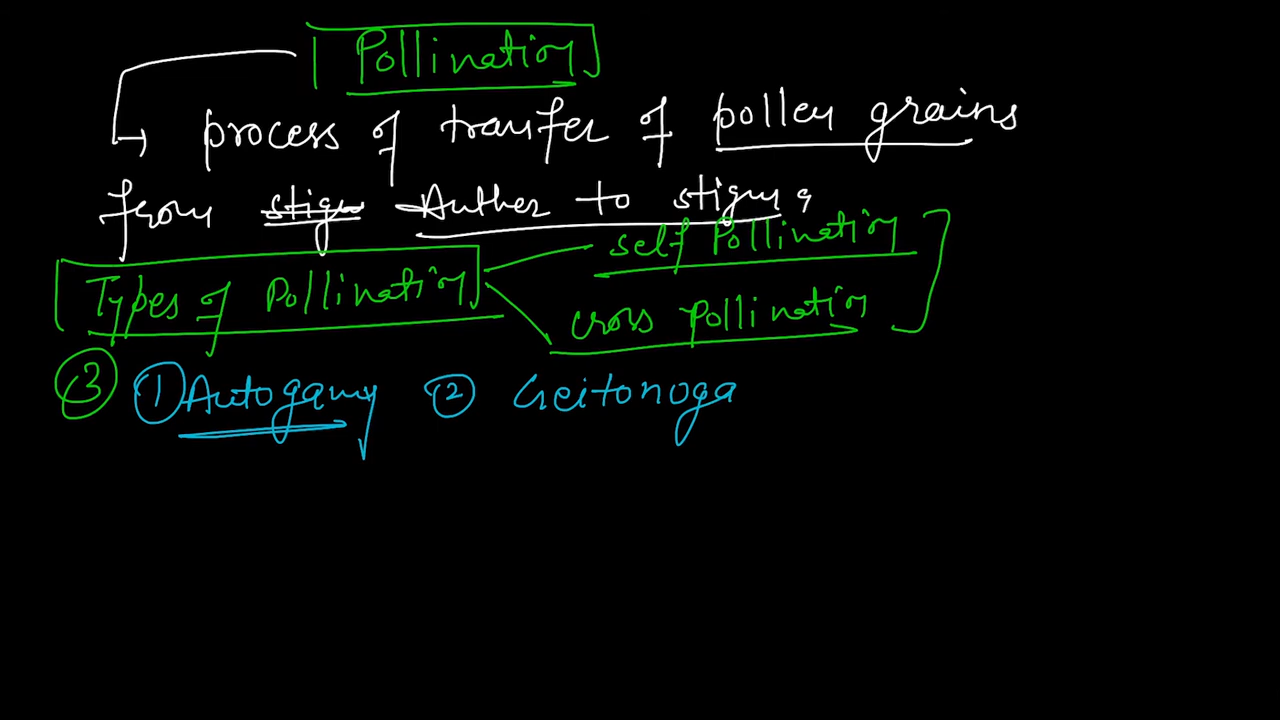 Pollination
→ process of transfer of pollen grains
from stigm Anther to stigma
Types of Pollination self Pollination
cross pollination
③ ① Autogamy ② Geitonoga